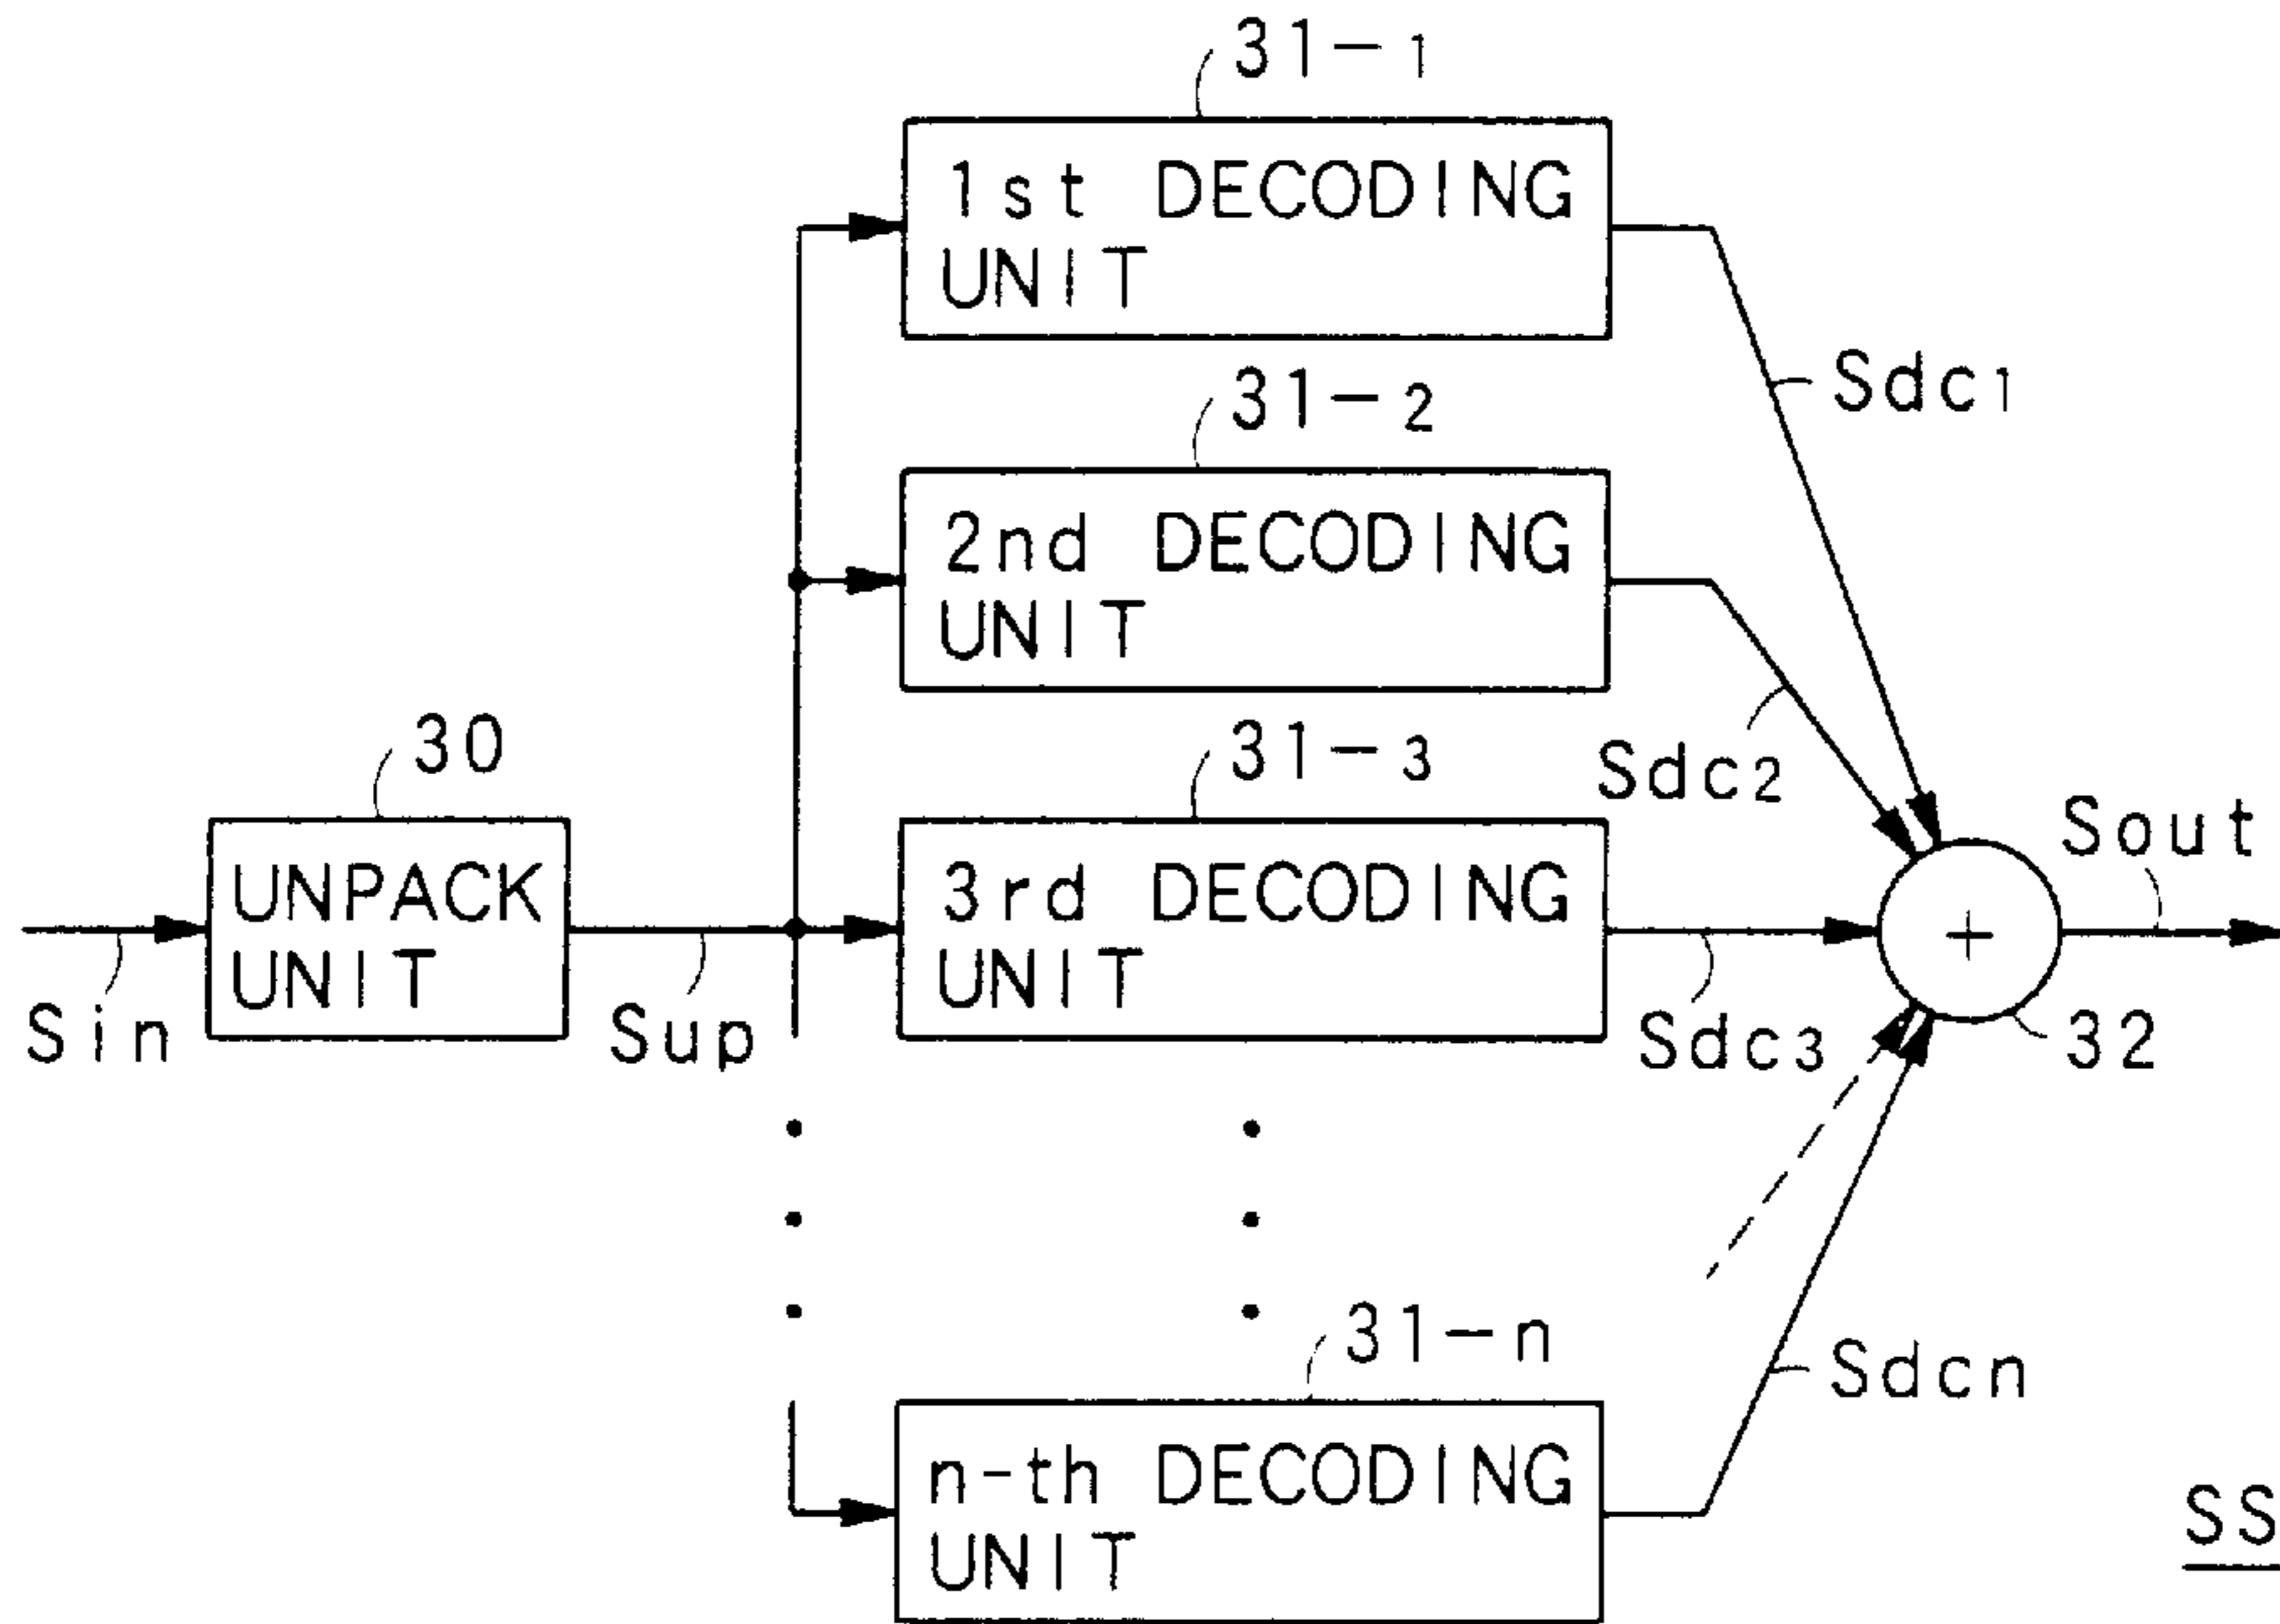 31-1
1st DECODING
UNIT
Sdc1
31-2
2nd DECODING
UNIT
Sdc2
30
31-3
Sout
UNPACK
UNIT
3rd DECODING
UNIT
+
Sin
Sup
Sdc3
32
31-n
Sdcn
n-th DECODING
UNIT
SS